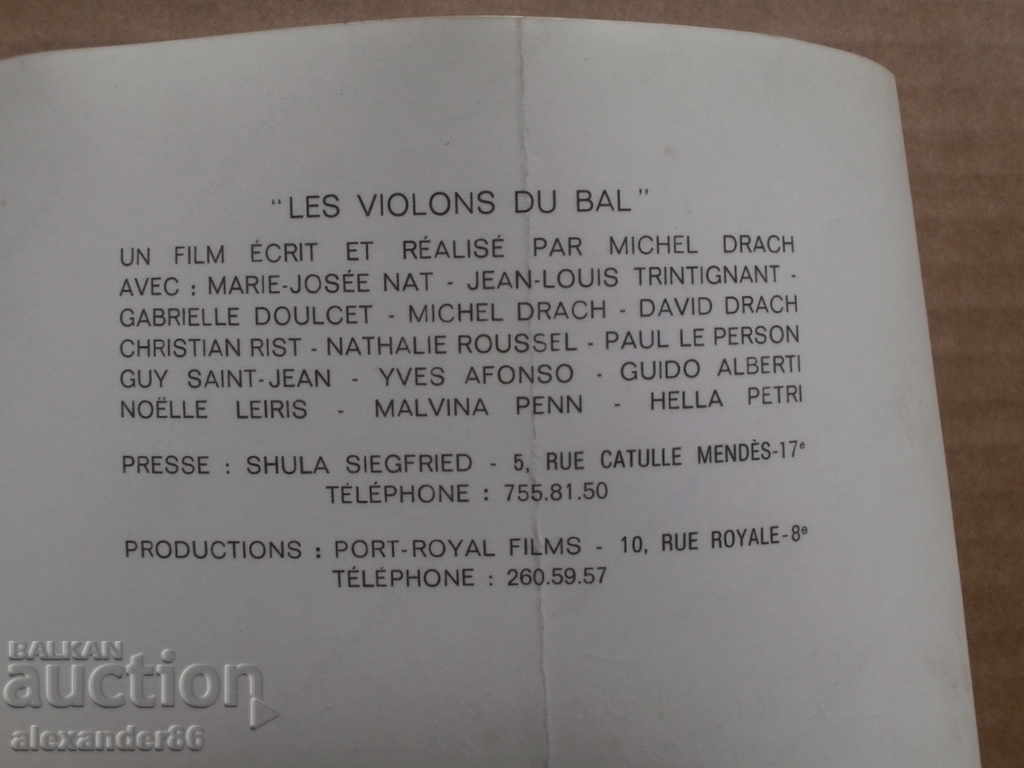 "LES VIOLONS DU BAL"
UN FILM ÉCRIT ET RÉALISÉ PAR MICHEL DRACH
AVEC : MARIE-JOSÉE NAT - JEAN-LOUIS TRINTIGNANT -
GABRIELLE DOULCET - MICHEL DRACH - DAVID DRACH
CHRISTIAN RIST - NATHALIE ROUSSEL - PAUL LE PERSON
GUY SAINT-JEAN - YVES AFONSO - GUIDO ALBERTI
NOËLLE LEIRIS - MALVINA PENN - HELLA PETRI
PRESSE : SHULA SIEGFRIED - 5, RUE CATULLE MENDÈS-17e
TÉLÉPHONE : 755.81.50
PRODUCTIONS : PORT-ROYAL FILMS - 10, RUE ROYALE-8e
TÉLÉPHONE : 260.59.57
BALKAN
auction
alexander86